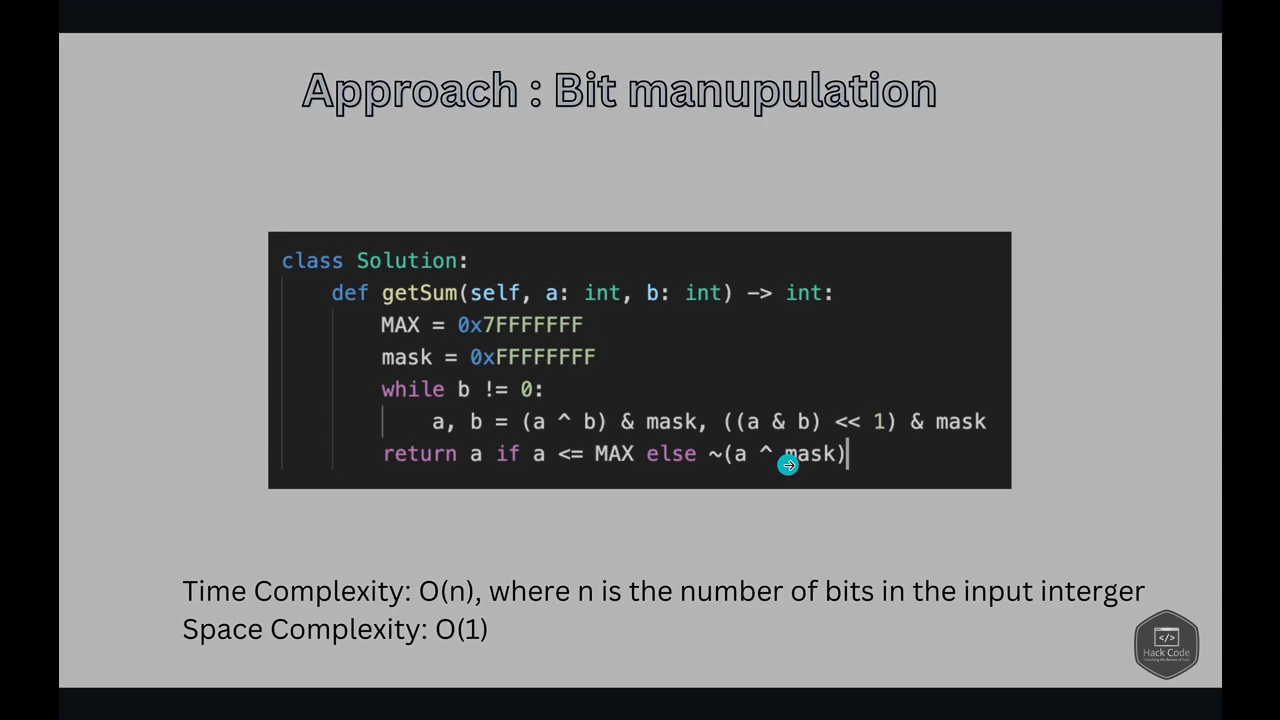 Approach : Bit manupulation
class Solution:
def getSum(self, a: int, b: int) -> int:
MAX = 0x7FFFFFFF
mask = 0xFFFFFFFF
while b != 0:
a, b = (a ^ b) & mask, ((a & b) << 1) & mask
return a if a <= MAX else ~(a ^ mask)
Time Complexity: O(n), where n is the number of bits in the input interger
Space Complexity: O(1)
</>
Hack Code